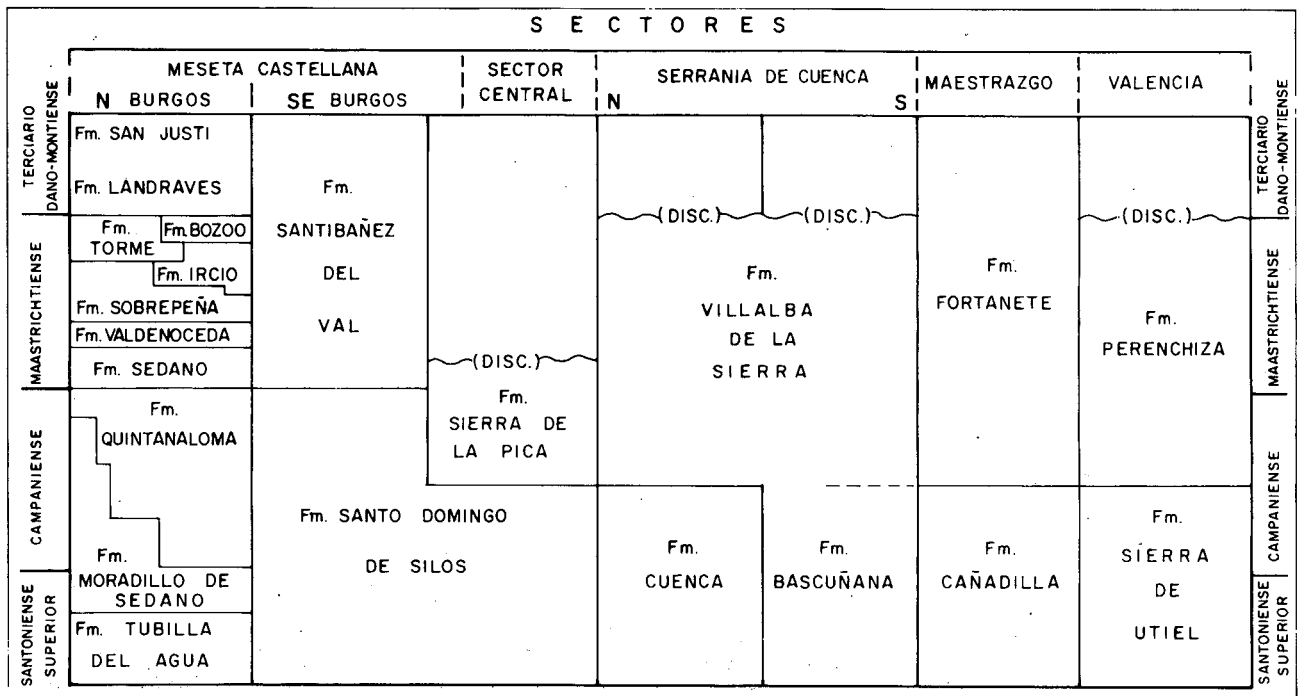 SECTORES
MESETA CASTELLANA
N BURGOS
SE BURGOS
SECTOR
CENTRAL
SERRANIA DE CUENCA
N
S
MAESTRAZGO
VALENCIA
TERCIARIO
DANO-MONTIENSE
MAASTRICHTIENSE
CAMPANIENSE
SANTONIENSE
SUPERIOR
Fm. SAN JUSTI
Fm. LANDRAVES
Fm.
TORME
Fm. BOZOO
Fm. IRCIO
Fm. SOBREPEÑA
Fm. VALDENOCEDA
Fm. SEDANO
Fm.
QUINTANALOMA
Fm.
MORADILLO DE
SEDANO
Fm. TUBILLA
DEL AGUA
Fm.
SANTIBAÑEZ
DEL
VAL
Fm. SANTO DOMINGO
DE SILOS
(DISC.)
Fm.
SIERRA DE
LA PICA
(DISC.)
(DISC.)
Fm.
VILLALBA
DE LA
SIERRA
Fm.
CUENCA
Fm.
BASCUÑANA
Fm.
FORTANETE
Fm.
CAÑADILLA
(DISC.)
Fm.
PERENCHIZA
Fm.
SIERRA
DE
UTIEL
TERCIARIO
DANO-MONTIENSE
MAASTRICHTIENSE
CAMPANIENSE
SANTONIENSE
SUPERIOR